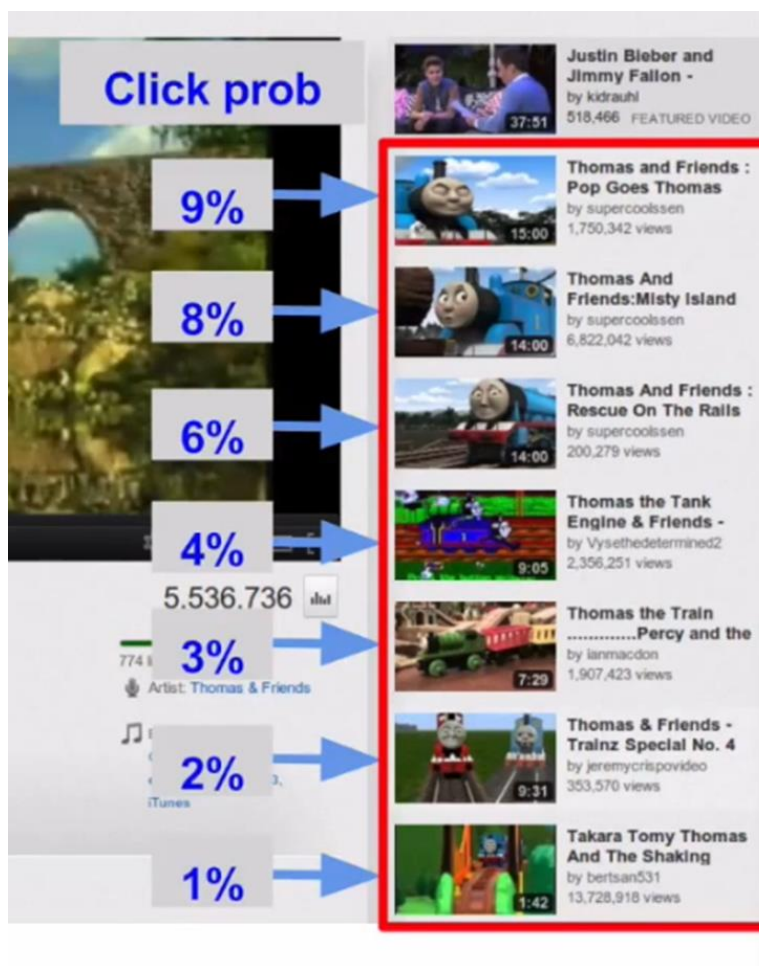 Click prob
9%
8%
6%
4%
3%
2%
1%
5.536.736
774
Artist: Thomas & Friends
iTunes
37:51
Justin Bieber and
Jimmy Fallon -
by kidrauhl
518,466 FEATURED VIDEO
15:00
Thomas and Friends :
Pop Goes Thomas
by supercoolssen
1,750,342 views
14:00
Thomas And
Friends:Misty Island
by supercoolssen
6,822,042 views
14:00
Thomas And Friends :
Rescue On The Rails
by supercoolssen
200,279 views
9:05
Thomas the Tank
Engine & Friends -
by Vysethedetermined2
2,356,251 views
7:29
Thomas the Train
.............Percy and the
by ianmacdon
1,907,423 views
9:31
Thomas & Friends -
Trainz Special No. 4
by jeremycrispovideo
353,570 views
1:42
Takara Tomy Thomas
And The Shaking
by bertsan531
13,728,918 views